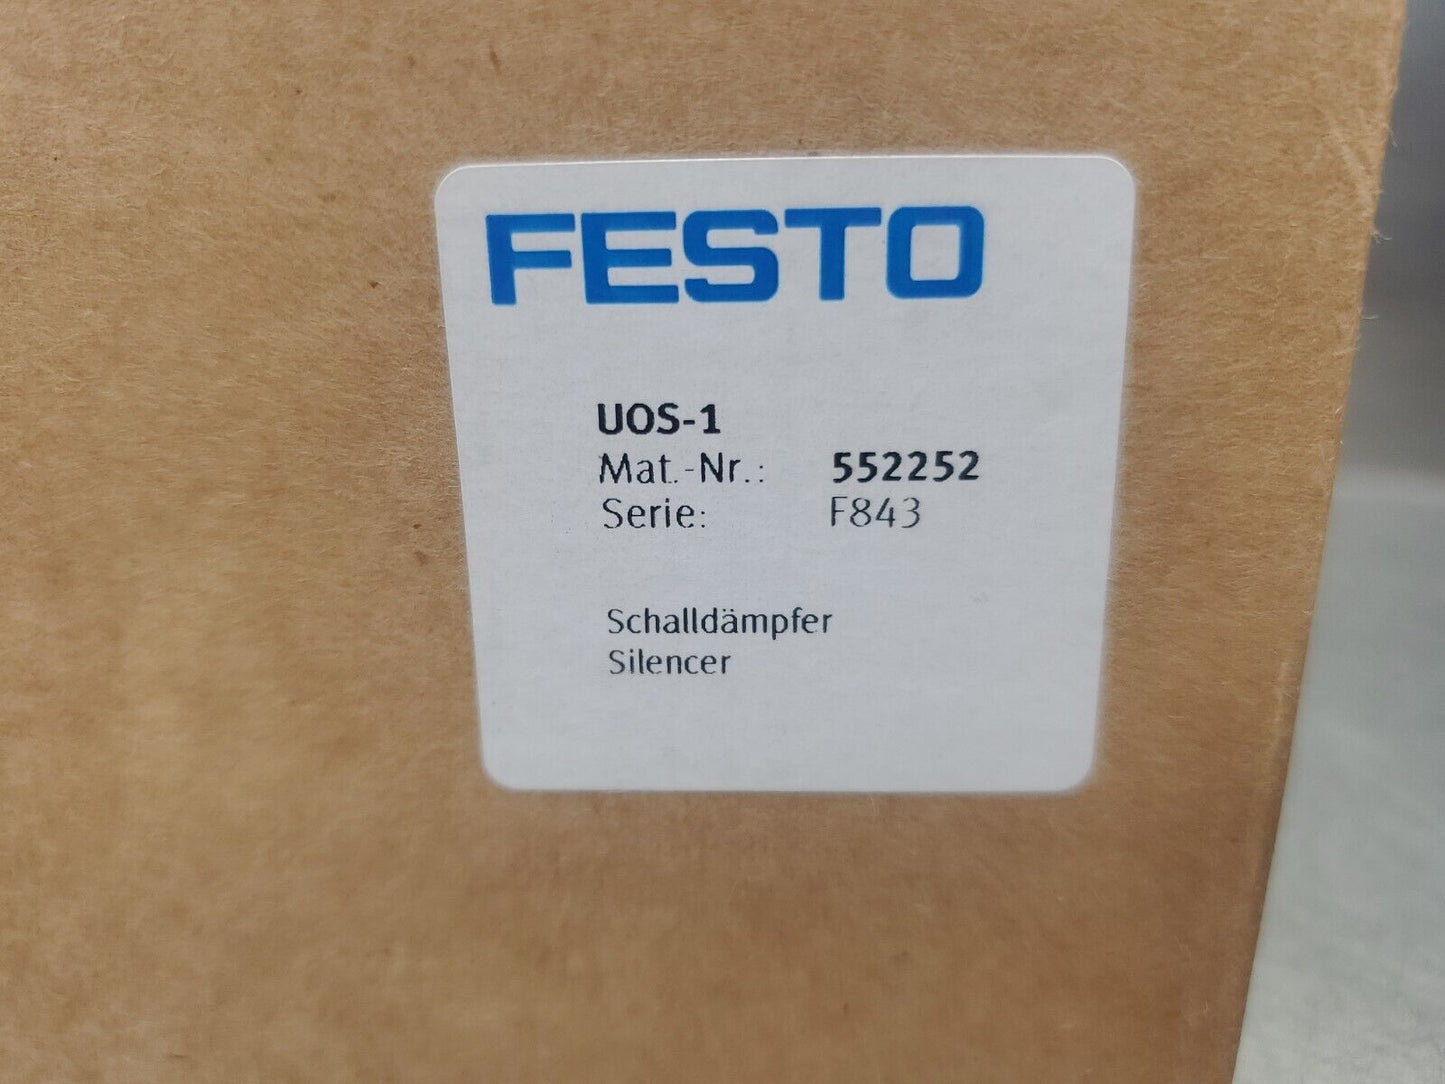 FESTO
UOS-1
Mat.-Nr.: 552252
Serie: F843
Schalldämpfer
Silencer